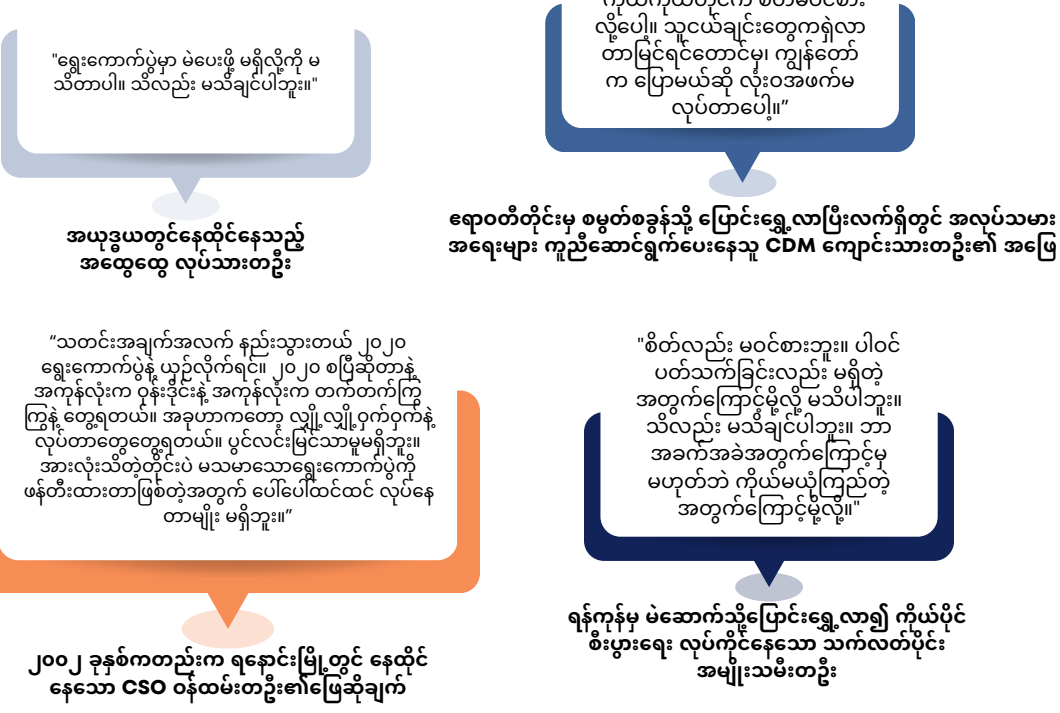 "ရွေးကောက်ပွဲမှာ မဲပေးဖို့ မရှိလို့ကို မ
သိတာပါ။ သိလည်း မသိချင်ပါဘူး။"
အယုဒ္ဓယတွင်နေထိုင်နေသည့်
အထွေထွေ လုပ်သားတဦး
လို့ပေါ့။ သူငယ်ချင်းတွေကရှဲလာ
တာမြင်ရင်တောင်မှ၊ ကျွန်တော်
က ပြောမယ်ဆို လုံးဝအဖက်မ
လုပ်တာပေါ့။”
ဧရာဝတီတိုင်းမှ စမွတ်စခွန်သို့ ပြောင်းရွှေ့လာပြီးလက်ရှိတွင် အလုပ်သမား
အရေးများ ကူညီဆောင်ရွက်ပေးနေသူ CDM ကျောင်းသားတဦး၏ အဖြေ
“သတင်းအချက်အလက် နည်းသွားတယ် ၂၀၂၀
ရွေးကောက်ပွဲနဲ့ ယှဉ်လိုက်ရင်။ ၂၀၂၀ စပြီဆိုတာနဲ့
အကုန်လုံးက ဝုန်းဒိုင်းနဲ့ အကုန်လုံးက တက်တက်ကြွ
ကြွနဲ့ တွေ့ရတယ်။ အခုဟာကတော့ လျှို့လျှို့ဝှက်ဝှက်နဲ့
လုပ်တာတွေတွေ့ရတယ်။ ပွင့်လင်းမြင်သာမှုမရှိဘူး။
အားလုံးသိတဲ့တိုင်းပဲ မသမာသောရွေးကောက်ပွဲကို
ဖန်တီးထားတာဖြစ်တဲ့အတွက် ပေါ်ပေါ်ထင်ထင် လုပ်နေ
တာမျိုး မရှိဘူး။”
၂၀၀၂ ခုနှစ်ကတည်းက ရနောင်းမြို့တွင် နေထိုင်
နေသော CSO ဝန်ထမ်းတဦး၏ဖြေဆိုချက်
"စိတ်လည်း မဝင်စားဘူး။ ပါဝင်
ပတ်သက်ခြင်းလည်း မရှိတဲ့
အတွက်ကြောင့်မို့လို့ မသိပါဘူး။
သိလည်း မသိချင်ပါဘူး။ ဘာ
အခက်အခဲအတွက်ကြောင့်မှ
မဟုတ်ဘဲ ကိုယ်မယုံကြည်တဲ့
အတွက်ကြောင့်မို့လို့။"
ရန်ကုန်မှ မဲဆောက်သို့ပြောင်းရွှေ့လာ၍ ကိုယ်ပိုင်
စီးပွားရေး လုပ်ကိုင်နေသော သက်လတ်ပိုင်း
အမျိုးသမီးတဦး